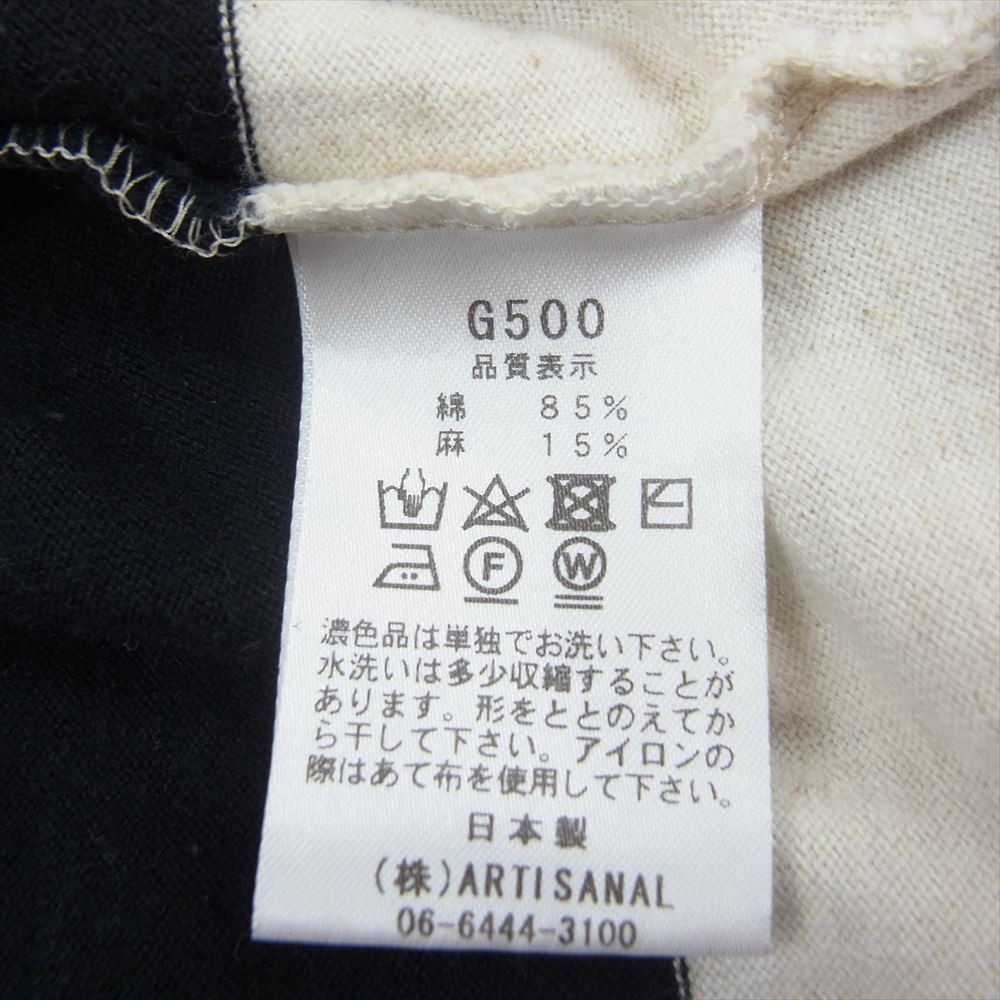 G500
品質表示
綿 85%
麻 15%
F W
濃色品は単独でお洗い下さい。
水洗いは多少収縮することが
あります。形をととのえてか
ら干して下さい。アイロンの
際はあて布を使用して下さい。
日本製
(株)ARTISANAL
06-6444-3100